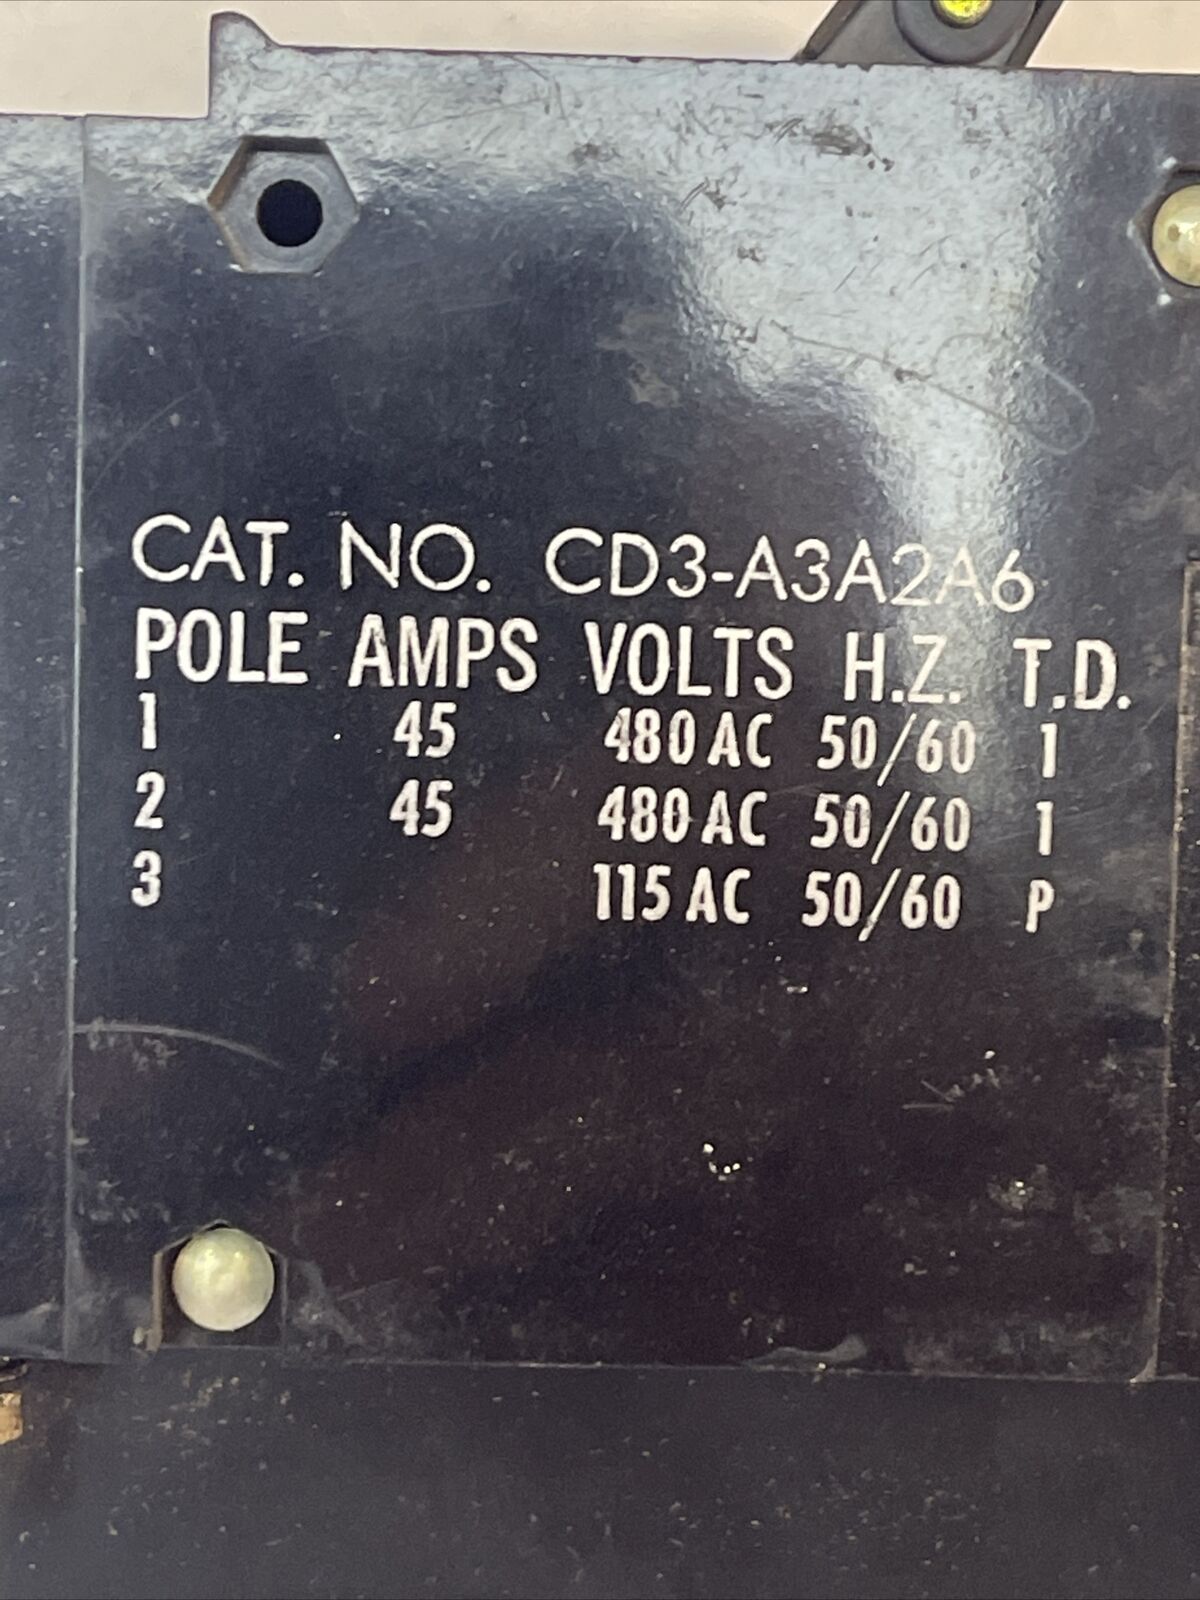 CAT. NO. CD3-A3A2A6
POLE AMPS VOLTS H.Z. T.D.
1 45 480 AC 50/60 1
2 45 480 AC 50/60 1
3 115 AC 50/60 P